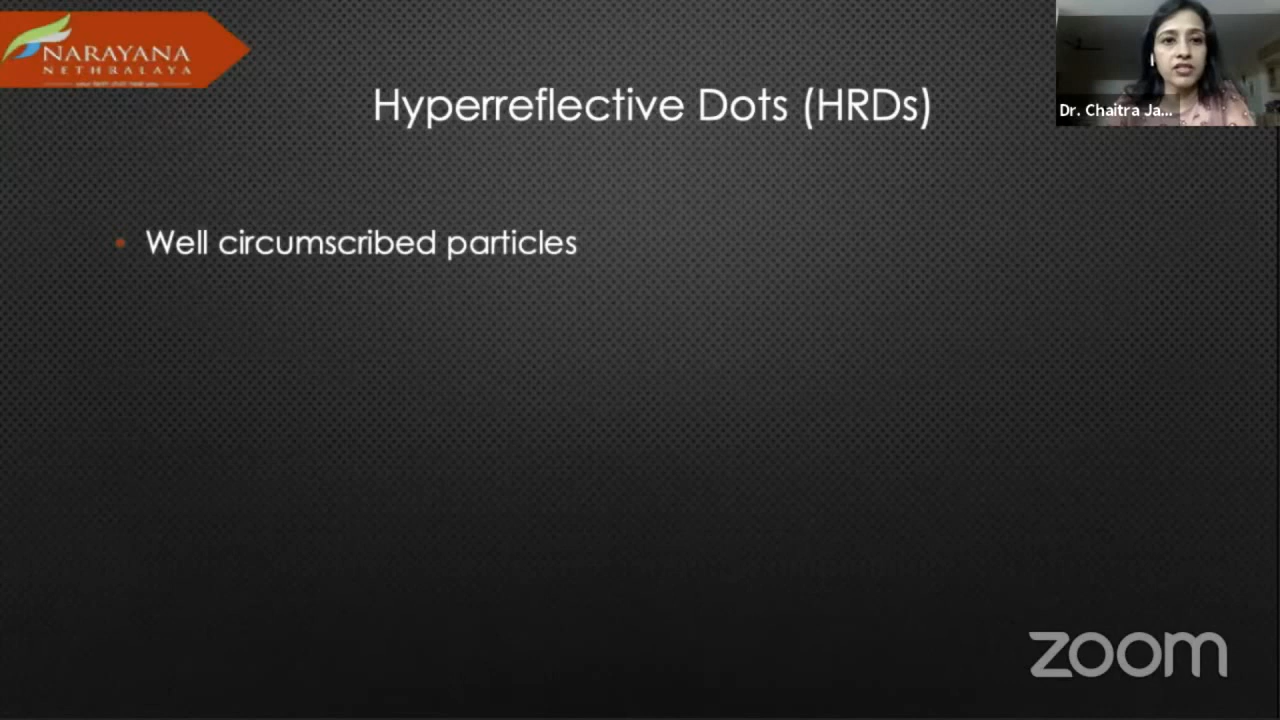 NARAYANA
NETHRALAYA
Hyperreflective Dots (HRDs)
Dr. Chaitra Ja...
• Well circumscribed particles
zoom